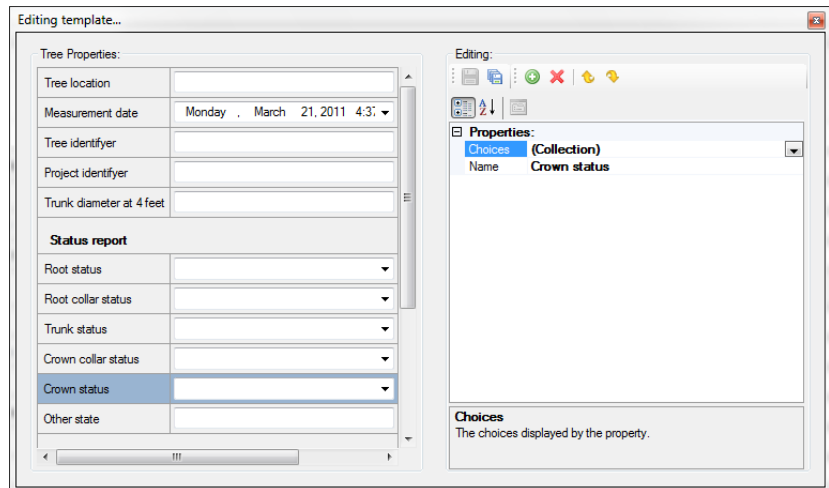 Editing template...
Tree Properties:
Tree location
Measurement date Monday , March 21, 2011 4:37
Tree identifyer
Project identifyer
Trunk diameter at 4 feet
Status report
Root status
Root collar status
Trunk status
Crown collar status
Crown status
Other state
Editing:
Properties:
Choices (Collection)
Name Crown status
Choices
The choices displayed by the property.